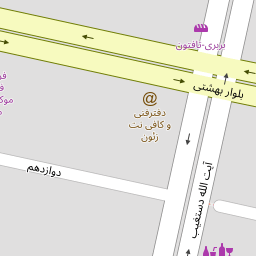 بربری-تافتون
بلوار بهشتی
دفترفنی
و کافی نت
زئون
دوازدهم
آیت الله دستغیب